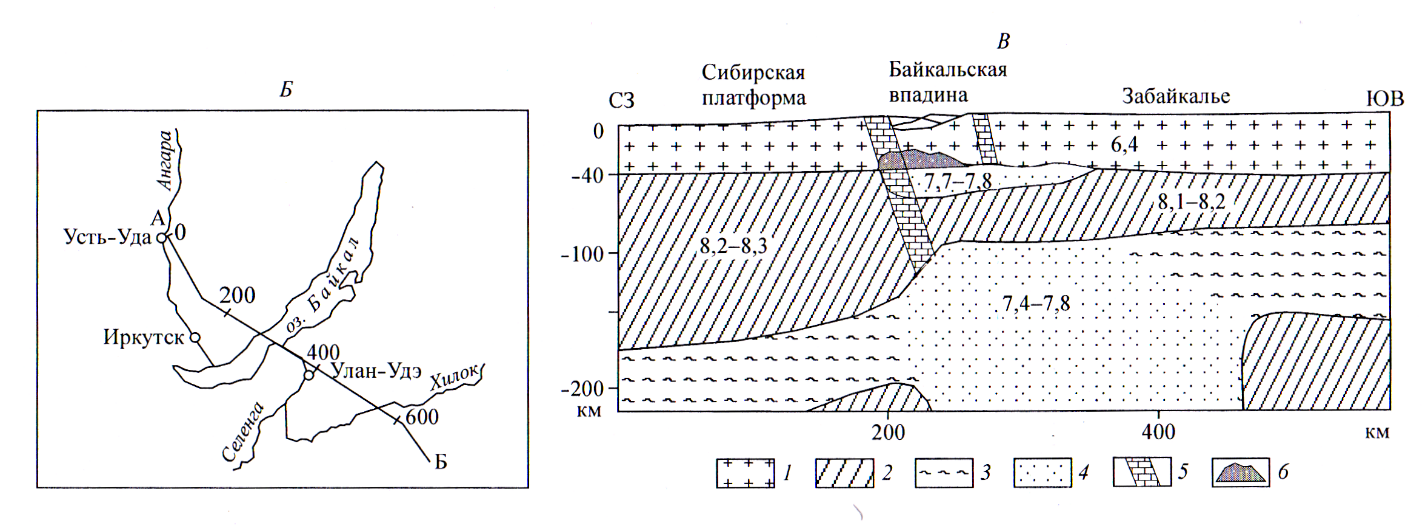 Б
Ангара
А
0
Усть-Уда
200
Иркутск
оз. Байкал
400
Улан-Удэ
Хилок
600
Селенга
Б
В
Сибирская
платформа
Байкальская
впадина
Забайкалье
СЗ
ЮВ
0
-40
-100
-200
км
6,4
7,7–7,8
8,1–8,2
8,2–8,3
7,4–7,8
200
400
км
1
2
3
4
5
6